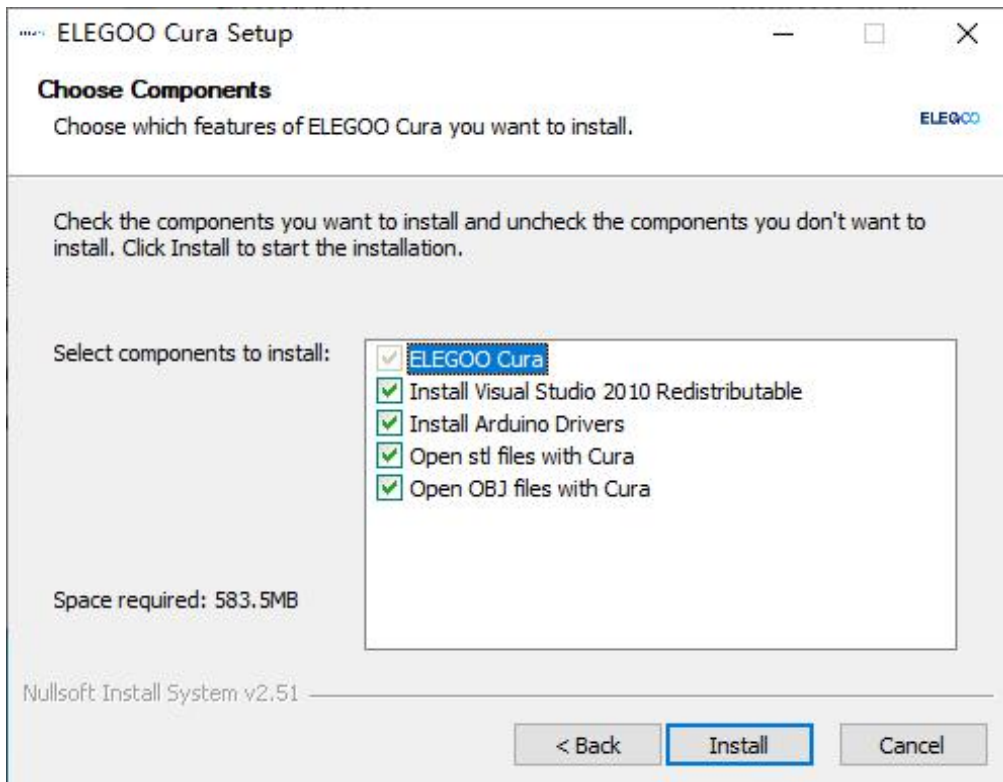 ELEGOO Cura Setup
Choose Components
Choose which features of ELEGOO Cura you want to install.
ELEGOO
Check the components you want to install and uncheck the components you don't want to
install. Click Install to start the installation.
Select components to install:
ELEGOO Cura
Install Visual Studio 2010 Redistributable
Install Arduino Drivers
Open stl files with Cura
Open OBJ files with Cura
Space required: 583.5MB
Nullsoft Install System v2.51
< Back
Install
Cancel